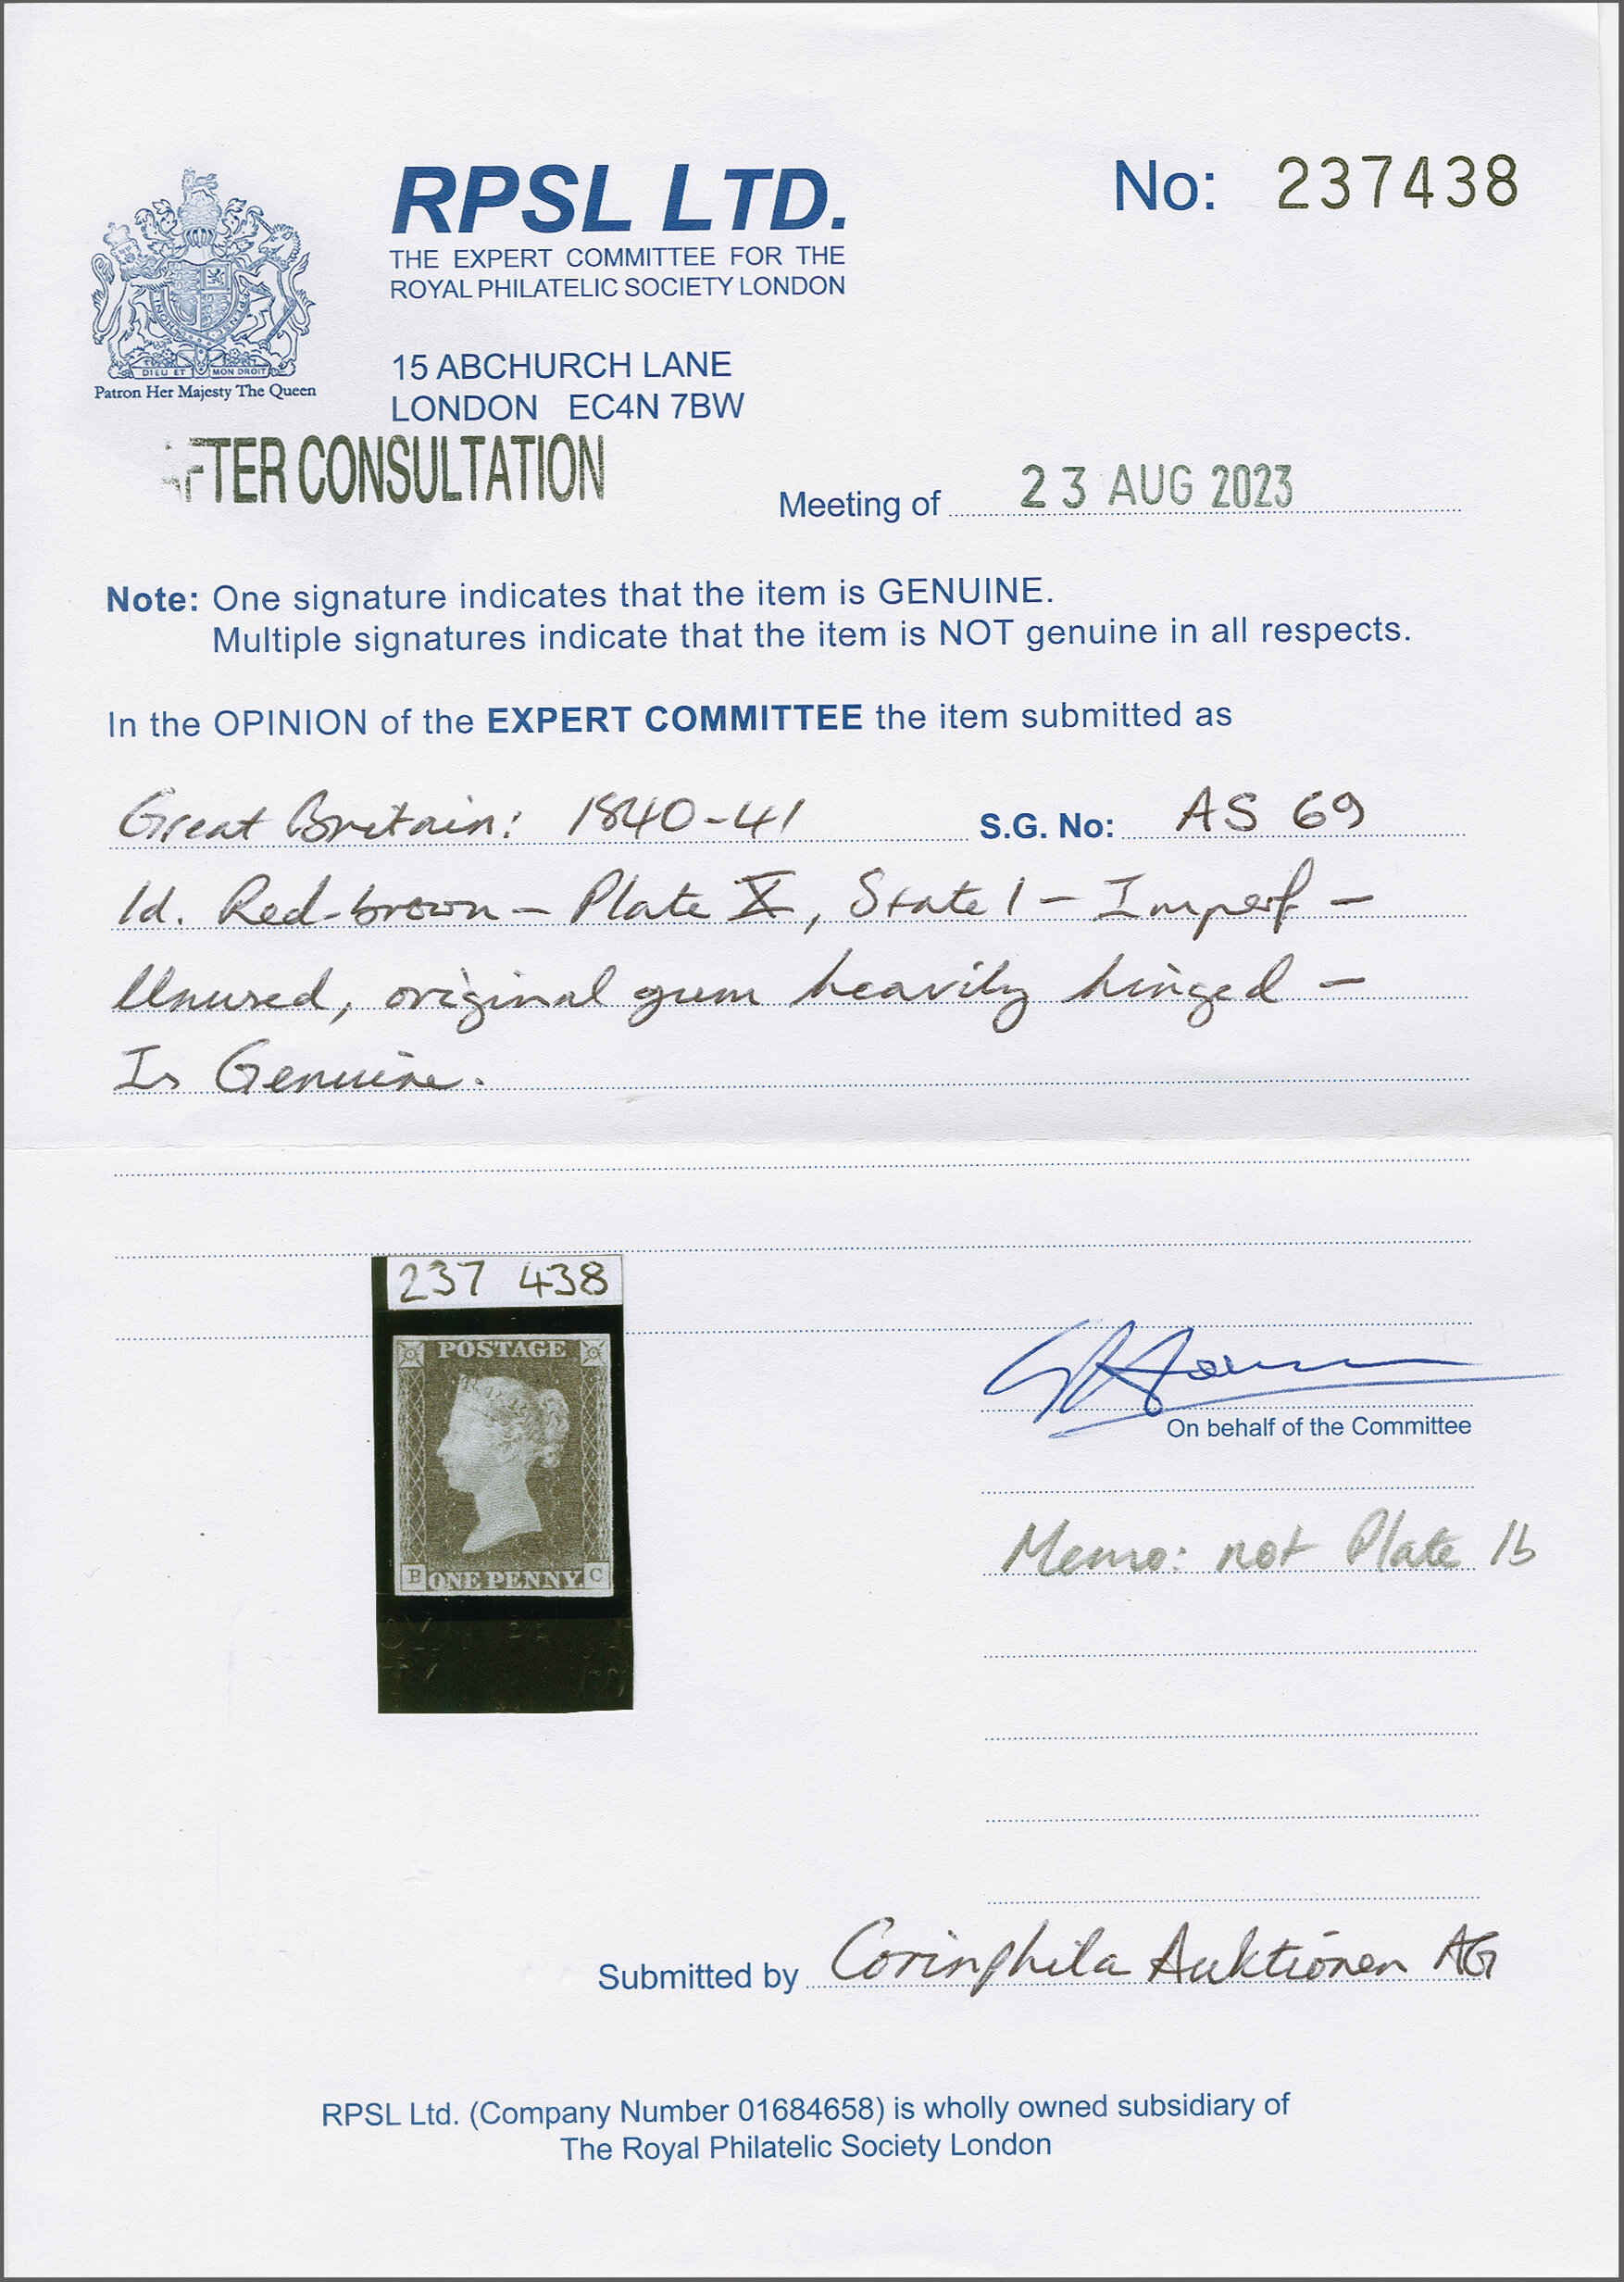 RPSL LTD.
No: 237438
THE EXPERT COMMITTEE FOR THE
ROYAL PHILATELIC SOCIETY LONDON
DIEU ET MON DROIT
Patron Her Majesty The Queen
15 ABCHURCH LANE
LONDON EC4N 7BW
AFTER CONSULTATION
Meeting of 23 AUG 2023
Note: One signature indicates that the item is GENUINE.
Multiple signatures indicate that the item is NOT genuine in all respects.
In the OPINION of the EXPERT COMMITTEE the item submitted as
Great Britain: 1840-41 S.G. No: AS 69
1d. Red-brown - Plate X, State 1 - Imperf -
Unused, original gum heavily hinged -
Is Genuine.
237 438
POSTAGE
B ONE PENNY. C
On behalf of the Committee
Memo: not Plate 1b
Submitted by Corinphila Auktionen AG
RPSL Ltd. (Company Number 01684658) is wholly owned subsidiary of
The Royal Philatelic Society London